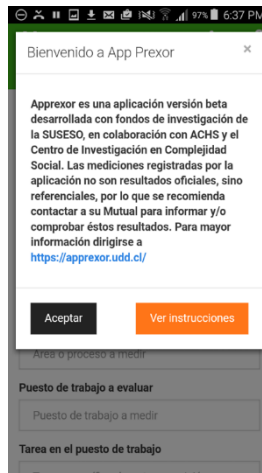 97% 6:37 PM
Bienvenido a App Prexor ×
Apprexor es una aplicación versión beta
desarrollada con fondos de investigación de
la SUSESO, en colaboración con ACHS y el
Centro de Investigación en Complejidad
Social. Las mediciones registradas por la
aplicación no son resultados oficiales, sino
referenciales, por lo que se recomienda
contactar a su Mutual para informar y/o
comprobar éstos resultados. Para mayor
información dirigirse a
https://apprexor.udd.cl/
Aceptar Ver instrucciones
Área o proceso a medir
Puesto de trabajo a evaluar
Puesto de trabajo a medir
Tarea en el puesto de trabajo